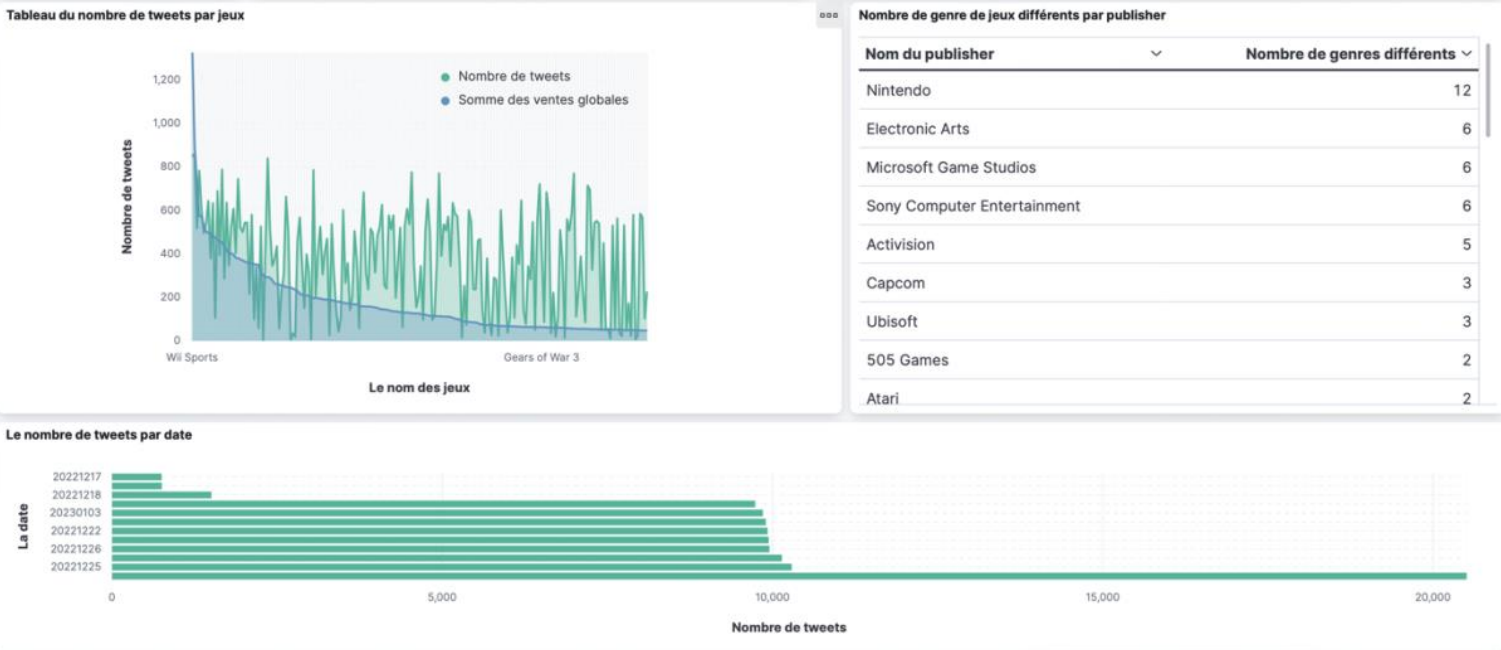 Tableau du nombre de tweets par jeux
Nombre de tweets
Somme des ventes globales
1,200
1,000
800
600
400
200
0
Nombre de tweets
Wii Sports
Gears of War 3
Le nom des jeux
Nombre de genre de jeux différents par publisher
Nom du publisher Nombre de genres différents
Nintendo 12
Electronic Arts 6
Microsoft Game Studios 6
Sony Computer Entertainment 6
Activision 5
Capcom 3
Ubisoft 3
505 Games 2
Atari 2
Le nombre de tweets par date
La date
20221217
20221218
20230103
20221222
20221226
20221225
0 5,000 10,000 15,000 20,000
Nombre de tweets